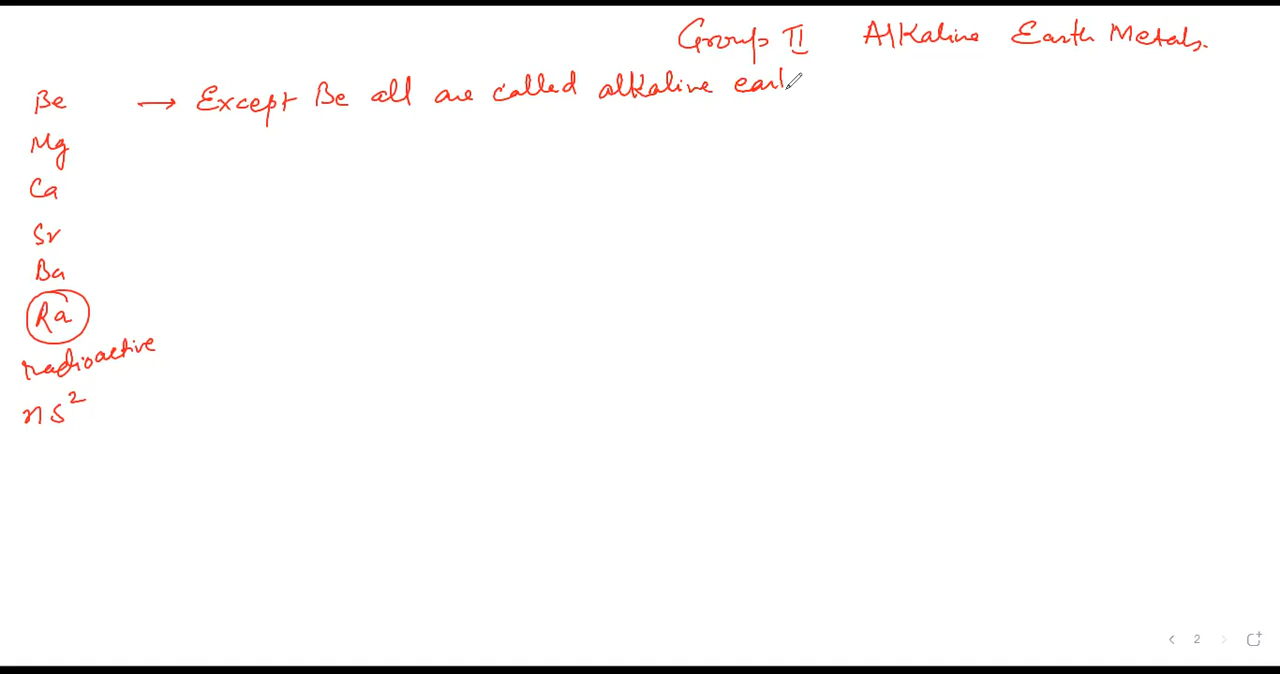 Group II Alkaline Earth Metals.
Be → Except Be all are called alkaline eart
Mg
Ca
Sr
Ba
Ra
radioactive
ns²
2